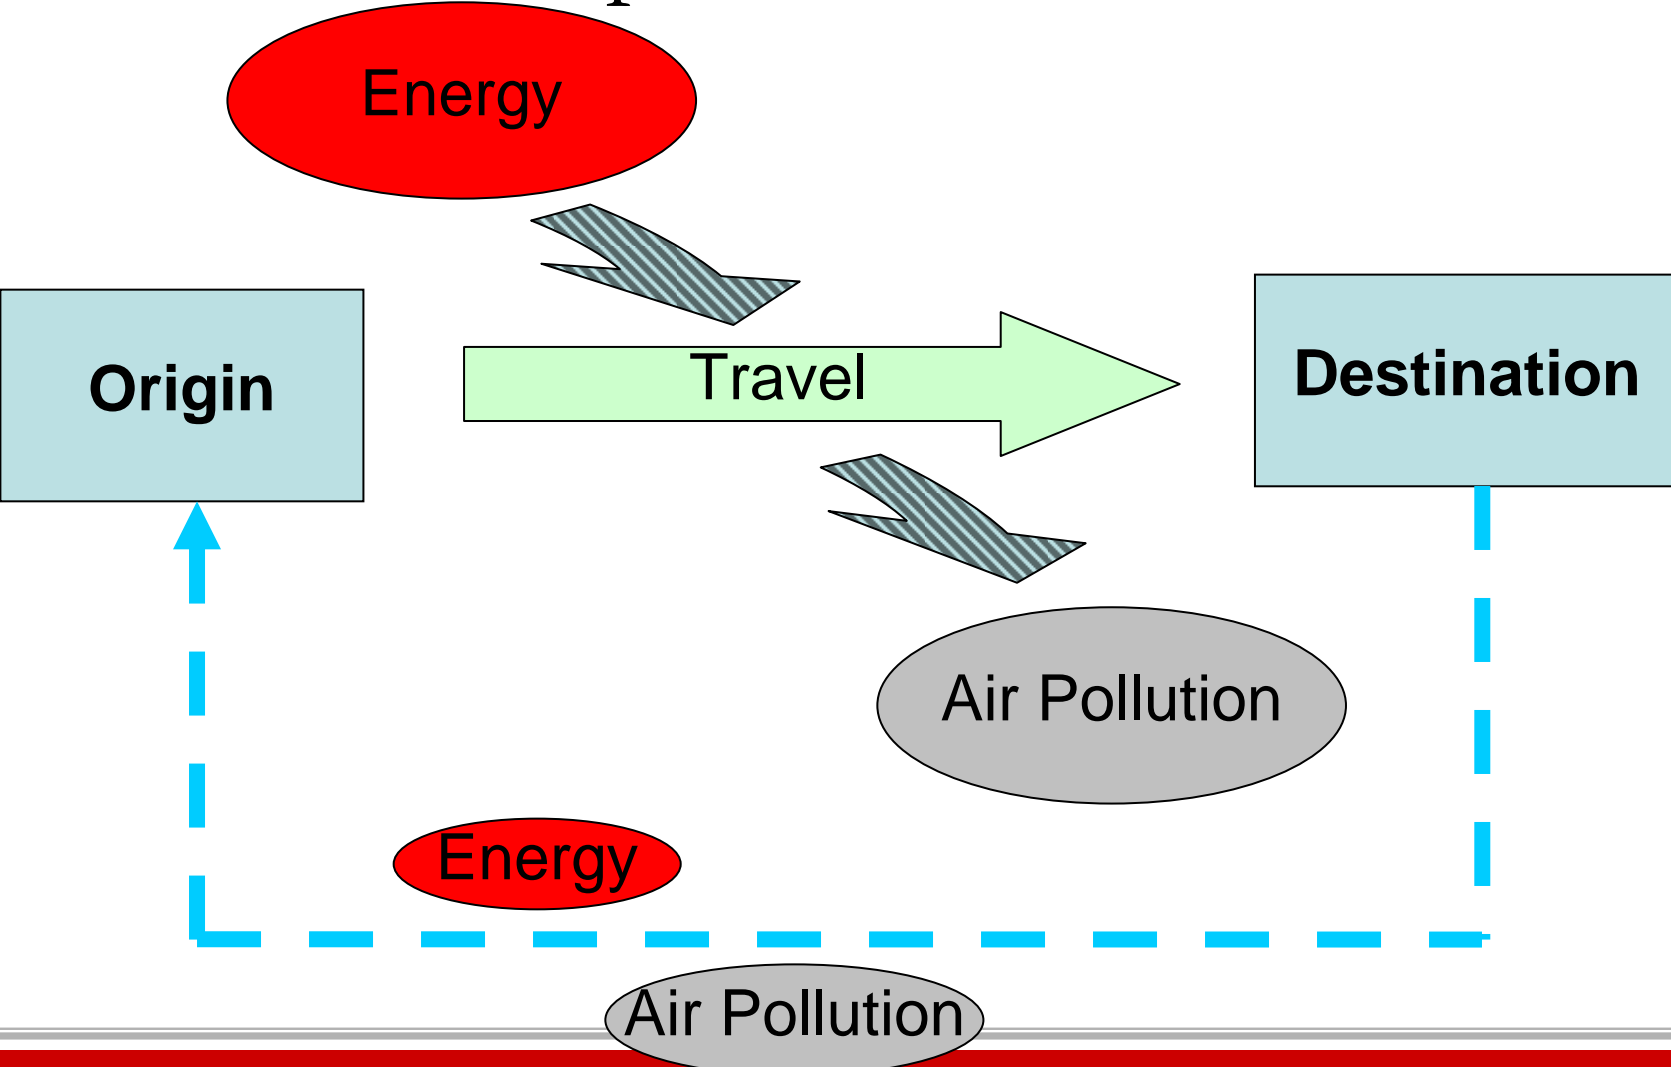 Energy
Origin
Travel
Destination
Air Pollution
Energy
Air Pollution